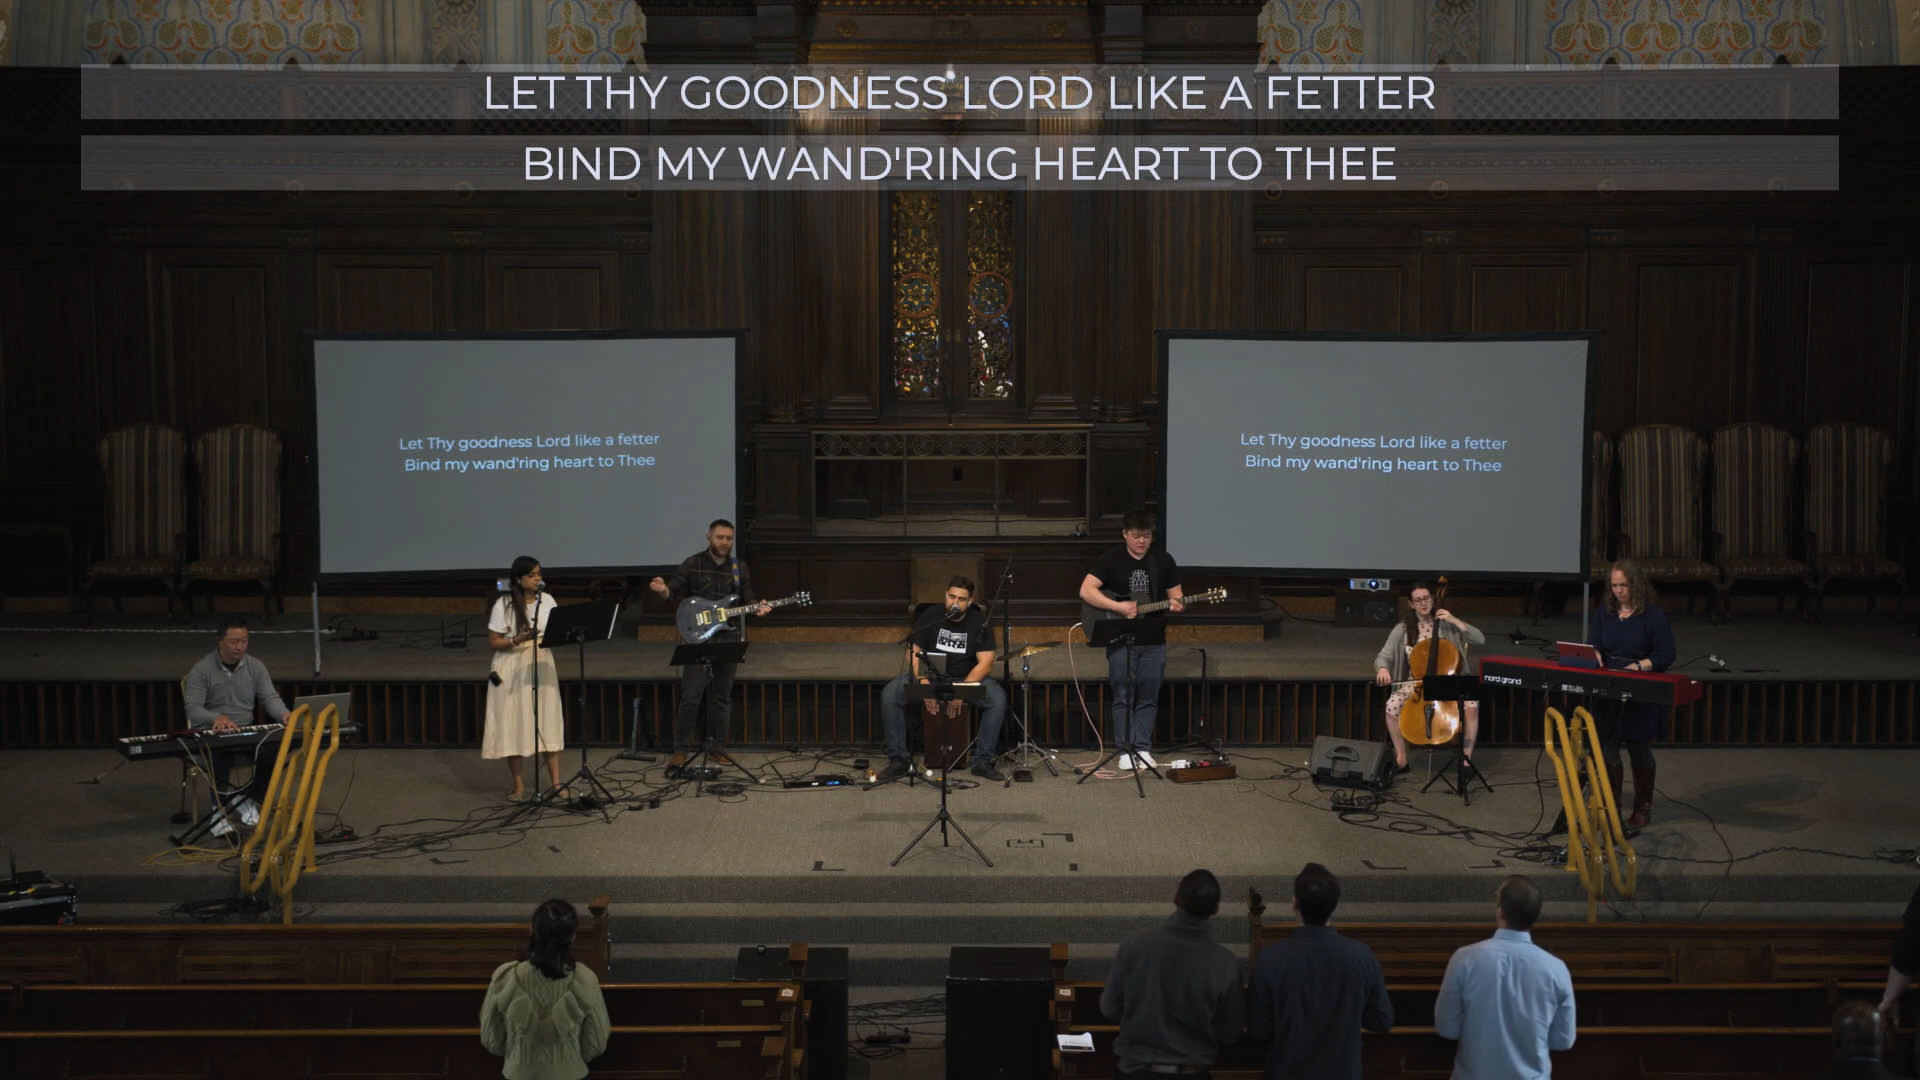 LET THY GOODNESS LORD LIKE A FETTER
BIND MY WAND'RING HEART TO THEE
Let Thy goodness Lord like a fetter
Bind my wand'ring heart to Thee
Let Thy goodness Lord like a fetter
Bind my wand'ring heart to Thee
nord grand